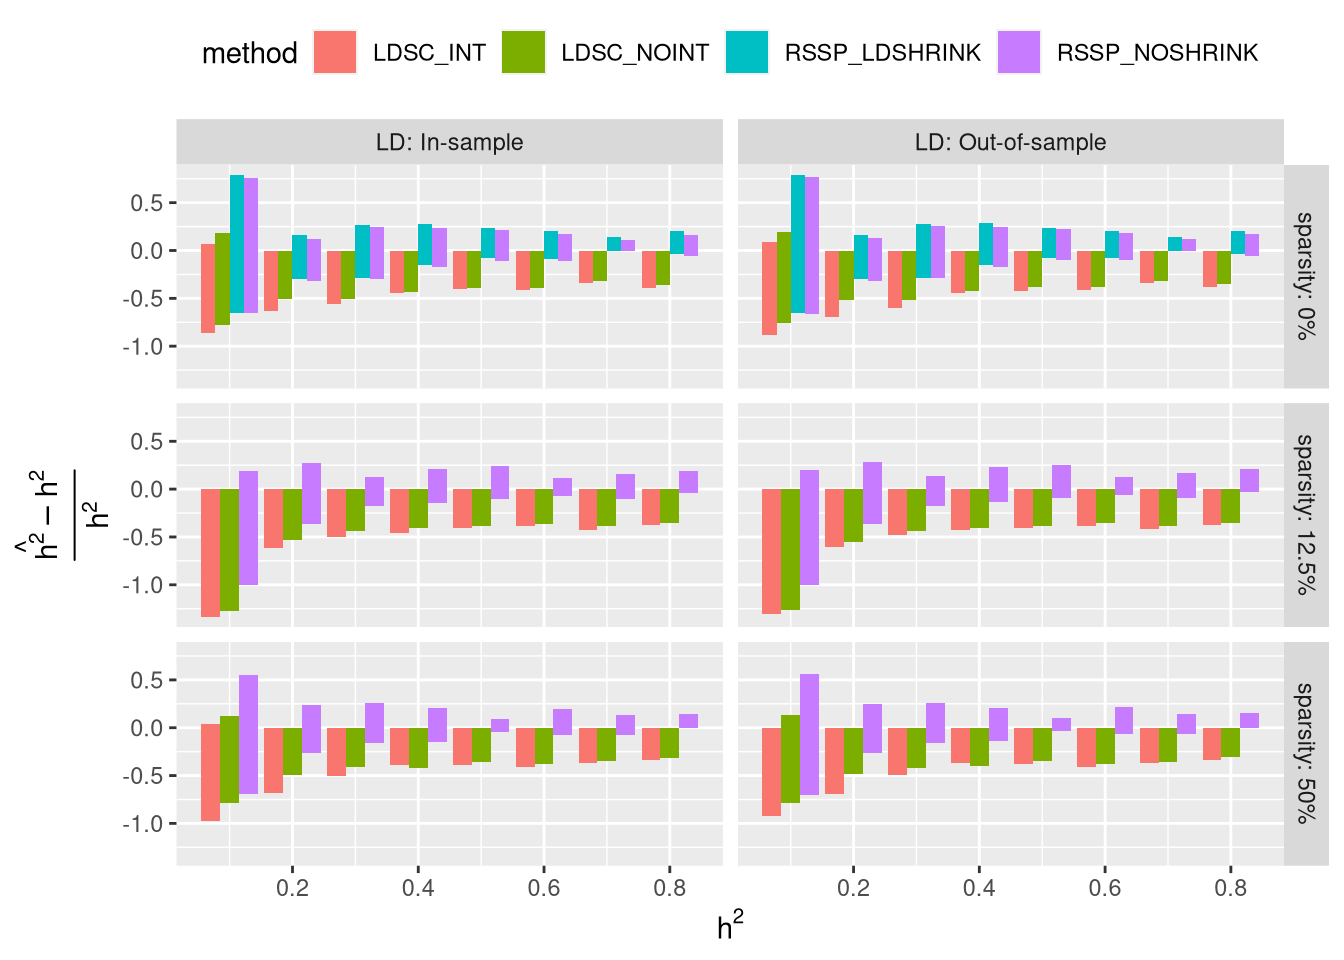 method LDSC_INT LDSC_NOINT RSSP_LDSHRINK RSSP_NOSHRINK
LD: In-sample LD: Out-of-sample
0.5
0.0
-0.5
-1.0
sparsity: 0%
0.5
0.0
-0.5
-1.0
sparsity: 12.5%
ĥ² − h²
h²
0.5
0.0
-0.5
-1.0
sparsity: 50%
0.2 0.4 0.6 0.8 0.2 0.4 0.6 0.8
h²